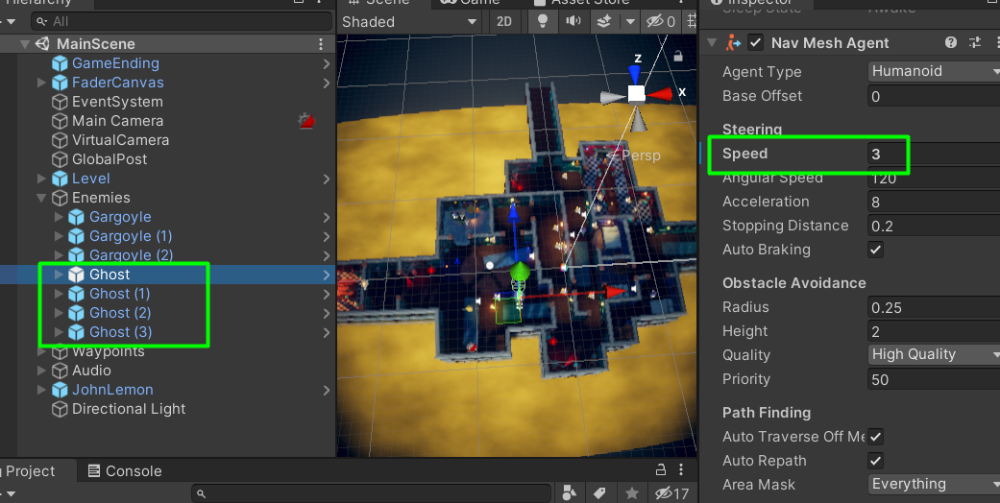 Hierarchy
All
MainScene
GameEnding
FaderCanvas
EventSystem
Main Camera
VirtualCamera
GlobalPost
Level
Enemies
Gargoyle
Gargoyle (1)
Gargoyle (2)
Ghost
Ghost (1)
Ghost (2)
Ghost (3)
Waypoints
Audio
JohnLemon
Directional Light
Project
Console
17
Scene
Game
Asset Store
Shaded
2D
0
z
x
Persp
Inspector
Sleep State
Awake
Nav Mesh Agent
Agent Type
Humanoid
Base Offset
0
Steering
Speed
3
Angular Speed
120
Acceleration
8
Stopping Distance
0.2
Auto Braking
Obstacle Avoidance
Radius
0.25
Height
2
Quality
High Quality
Priority
50
Path Finding
Auto Traverse Off Me
Auto Repath
Area Mask
Everything